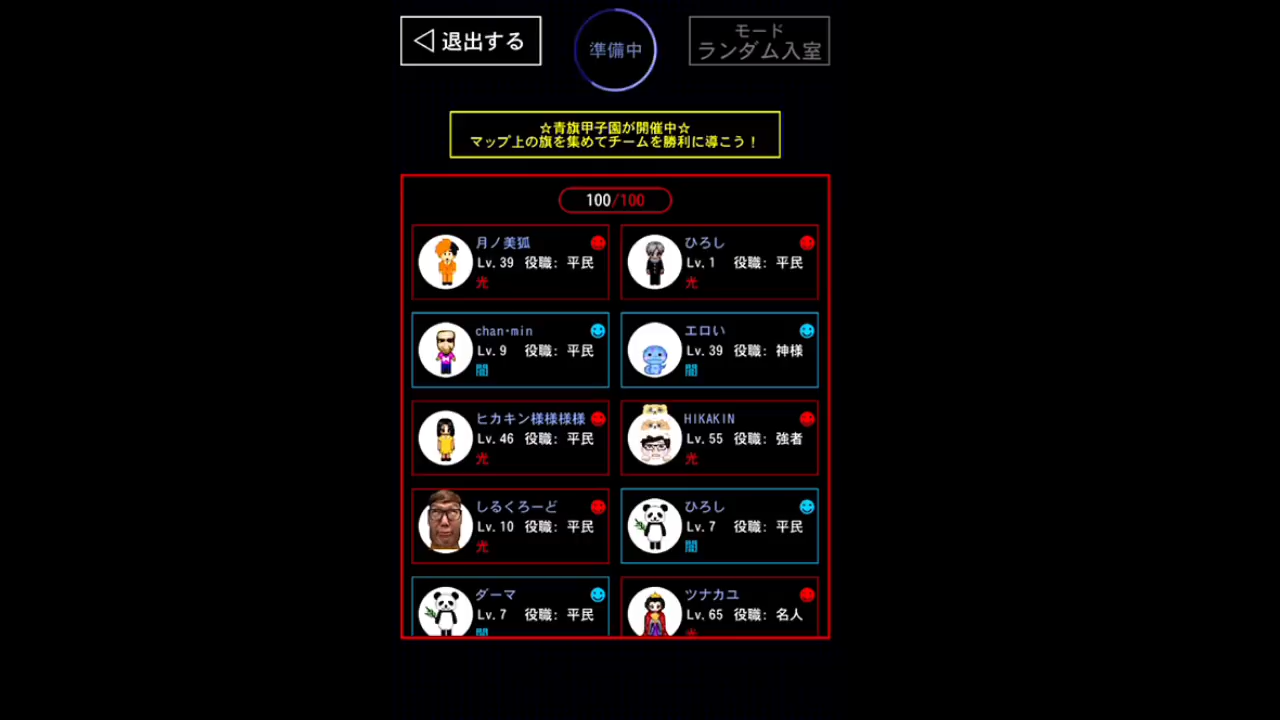 ◁退出する
準備中
モード
ランダム入室
☆青旗甲子園が開催中☆
マップ上の旗を集めてチームを勝利に導こう！
100/100
月ノ美狐
Lv.39 役職: 平民
光
ひろし
Lv.1 役職: 平民
光
chan·min
Lv.9 役職: 平民
闇
エロい
Lv.39 役職: 神様
闇
ヒカキン様様様様
Lv.46 役職: 平民
光
HIKAKIN
Lv.55 役職: 強者
光
しるくろーど
Lv.10 役職: 平民
光
ひろし
Lv.7 役職: 平民
闇
ダーマ
Lv.7 役職: 平民
闇
ツナカユ
Lv.65 役職: 名人
光